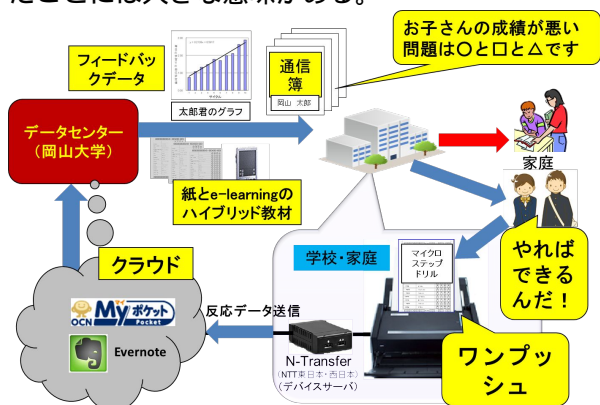 たことには大きな意味がある。
フィードバッ
クデータ
太郎君のグラフ
通信
簿
岡山 太郎
お子さんの成績が悪い
問題は〇と□と△です
データセンター
（岡山大学）
紙とe-learningの
ハイブリッド教材
家庭
学校・家庭
マイクロ
ステップ
ドリル
やれば
できる
んだ！
クラウド
OCN Myポケット
マイ
Pocket
Evernote
反応データ送信
N-Transfer
（NTT東日本・西日本）
（デバイスサーバ）
ワンプッ
シュ